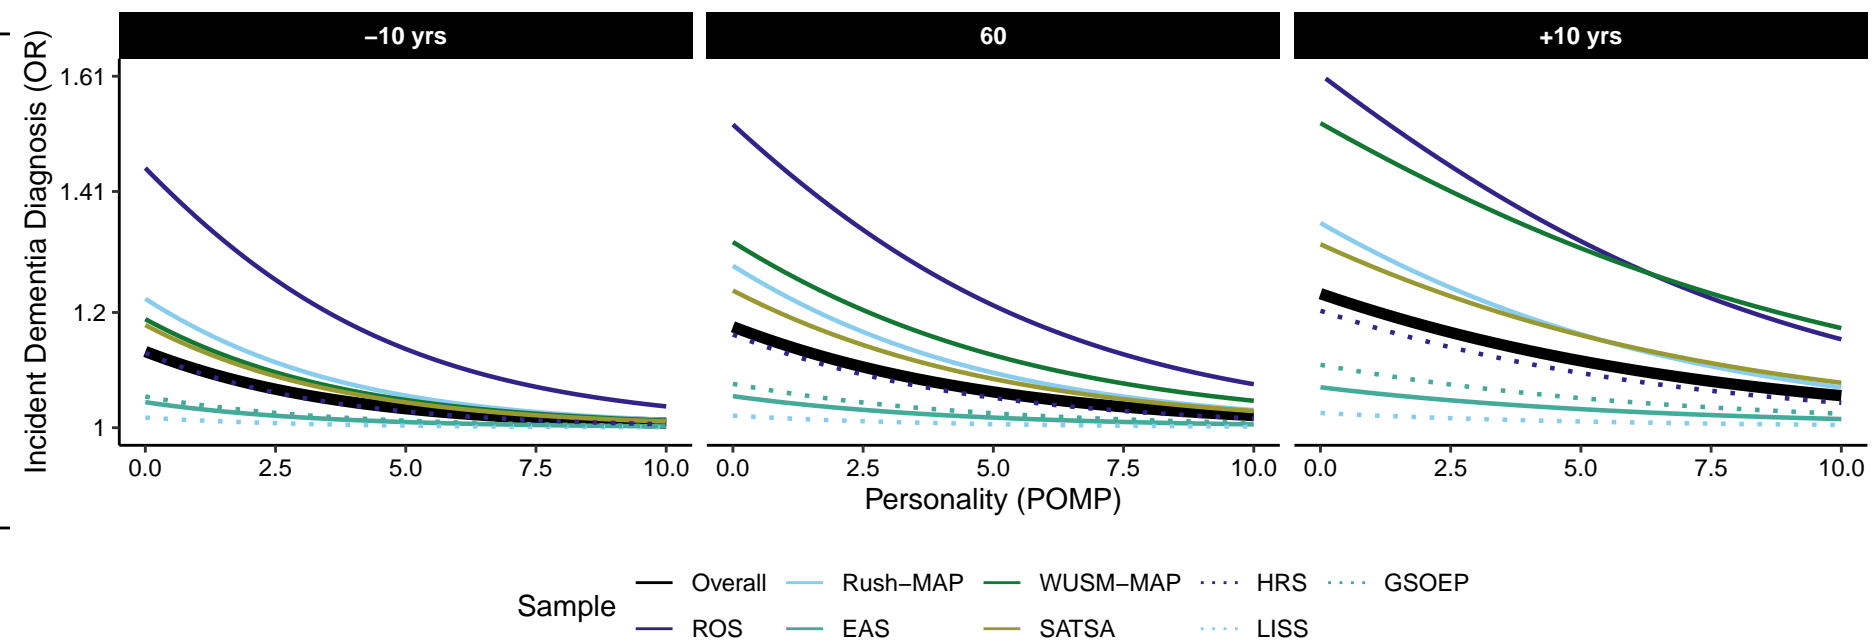 −10 yrs
60
+10 yrs
Incident Dementia Diagnosis (OR)
1.61
1.41
1.2
1
0.0 2.5 5.0 7.5 10.0
0.0 2.5 5.0 7.5 10.0
0.0 2.5 5.0 7.5 10.0
Personality (POMP)
Sample
Overall Rush−MAP WUSM−MAP HRS GSOEP
ROS EAS SATSA LISS